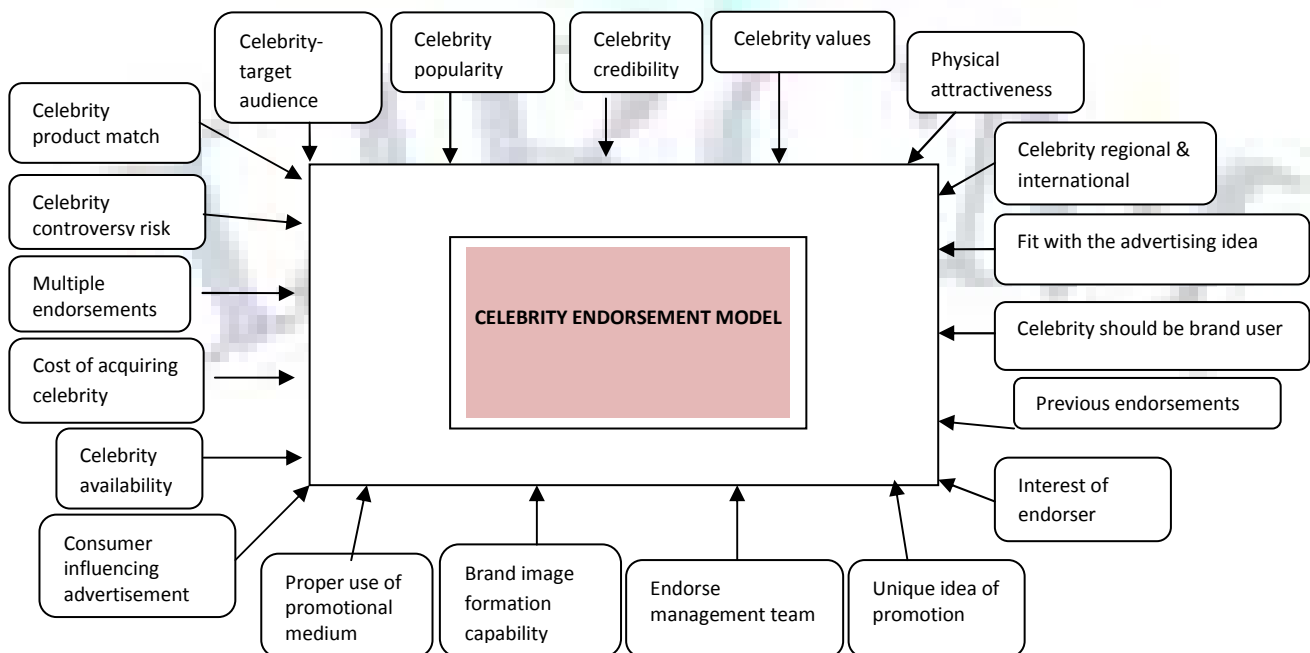 Celebrity-
target
audience
Celebrity
popularity
Celebrity
credibility
Celebrity values
Physical
attractiveness
Celebrity
product match
Celebrity regional &
international
Celebrity
controversy risk
Fit with the advertising idea
Multiple
endorsements
CELEBRITY ENDORSEMENT MODEL
Celebrity should be brand user
Cost of acquiring
celebrity
Previous endorsements
Celebrity
availability
Interest of
endorser
Consumer
influencing
advertisement
Proper use of
promotional
medium
Brand image
formation
capability
Endorse
management team
Unique idea of
promotion